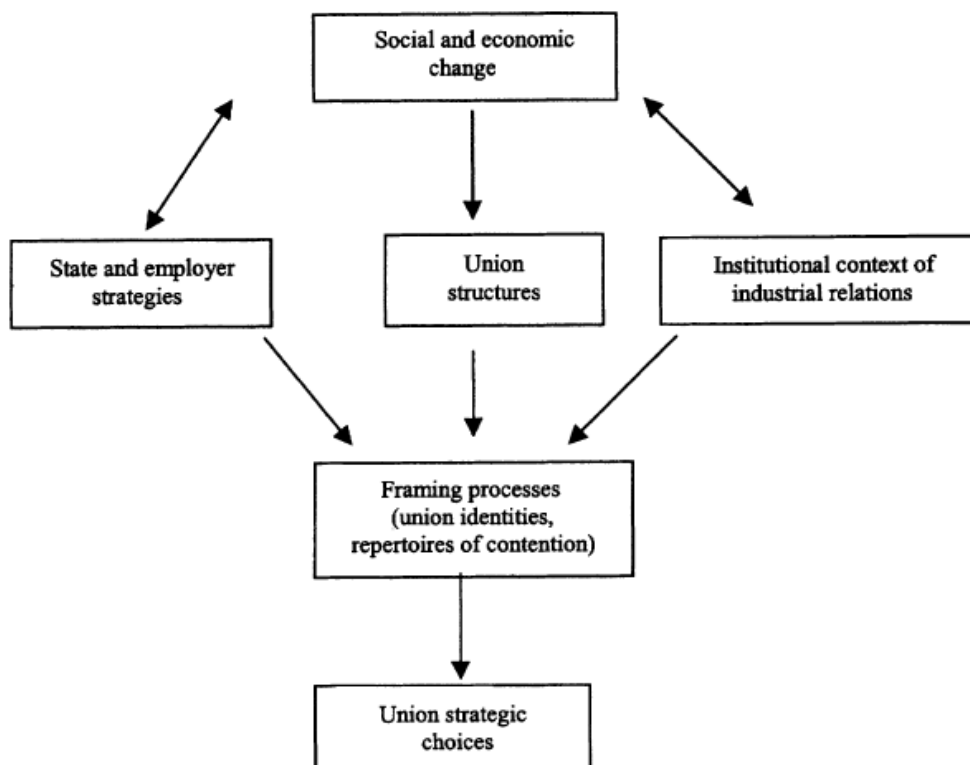 Social and economic
change
State and employer
strategies
Union
structures
Institutional context of
industrial relations
Framing processes
(union identities,
repertoires of contention)
Union strategic
choices